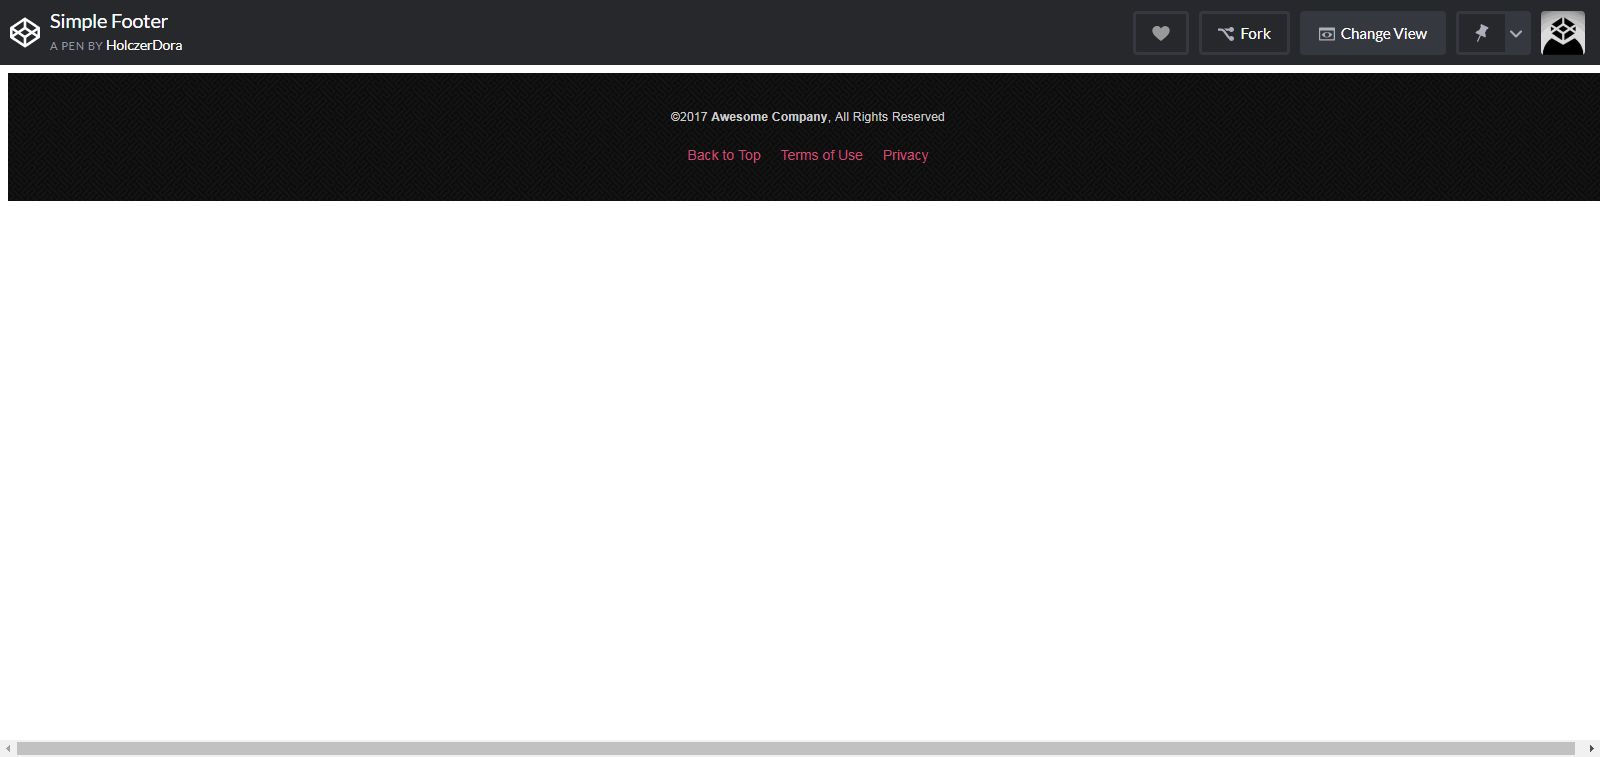 Simple Footer
A PEN BY HolczerDora
Fork
Change View
©2017 Awesome Company, All Rights Reserved
Back to Top Terms of Use Privacy